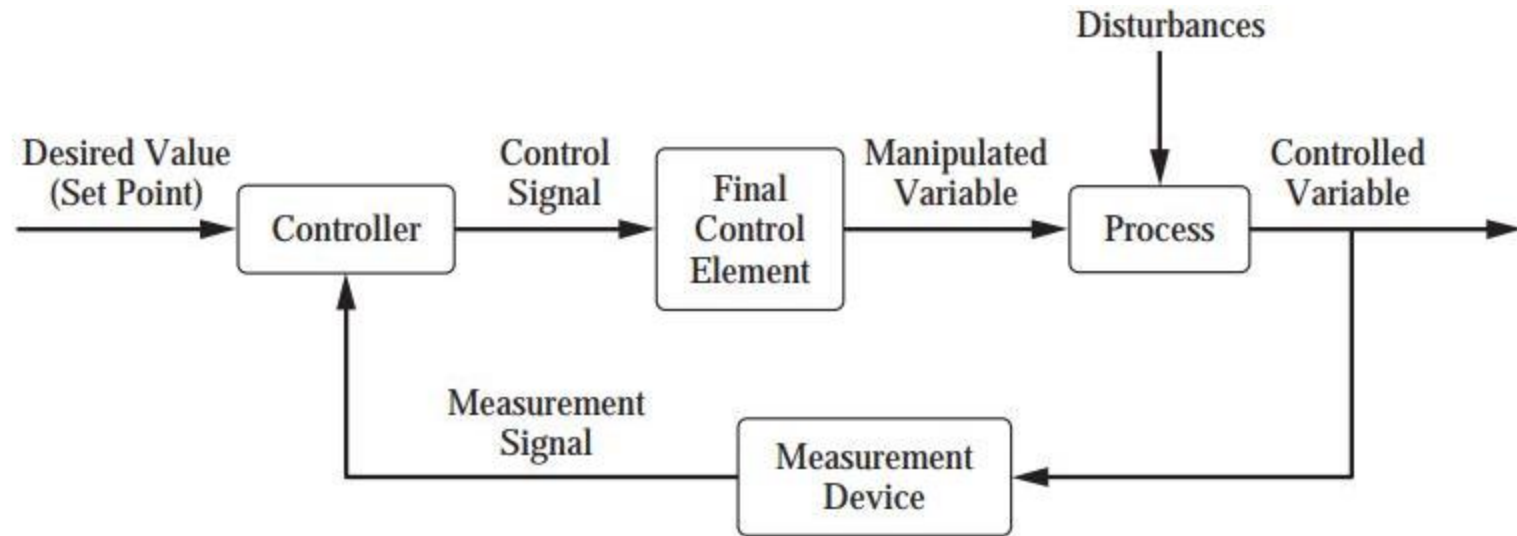 Disturbances
Desired Value
(Set Point)
Controller
Control
Signal
Final
Control
Element
Manipulated
Variable
Process
Controlled
Variable
Measurement
Signal
Measurement
Device